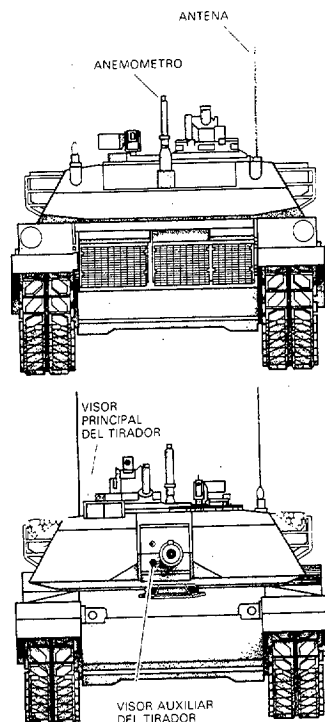 ANTENA
ANEMOMETRO
VISOR
PRINCIPAL
DEL TIRADOR
VISOR AUXILIAR
DEL TIRADOR